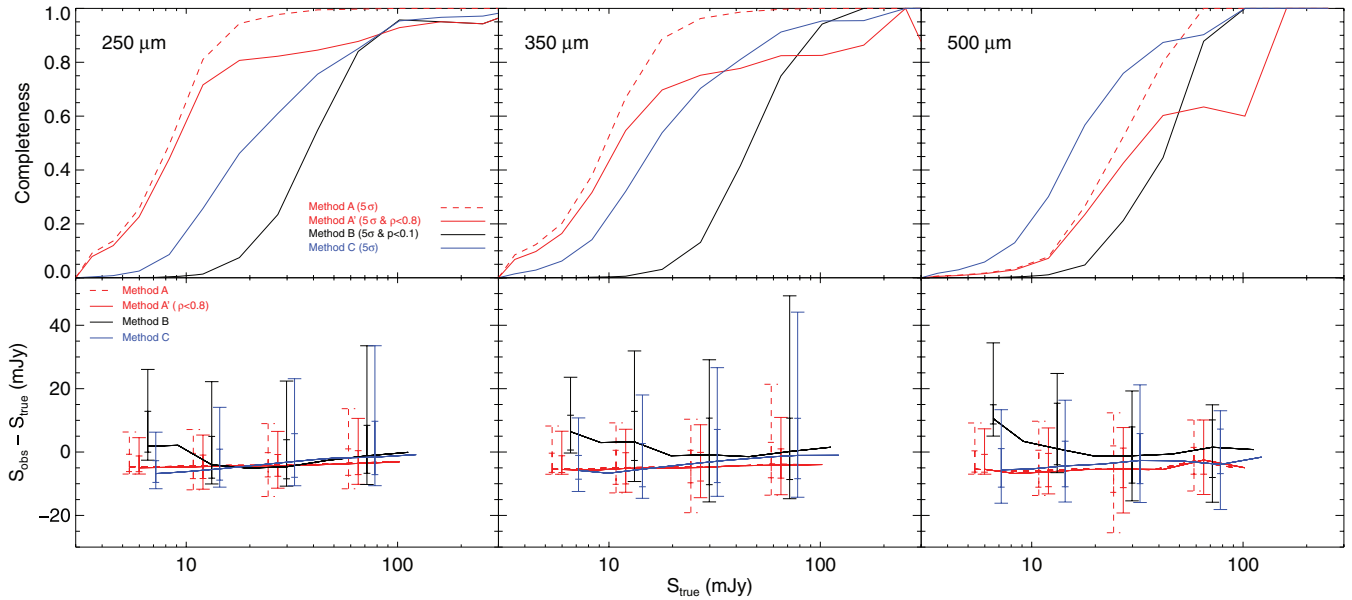 250 μm
350 μm
500 μm
Completeness
1.0
0.8
0.6
0.4
0.2
0.0
Method A (5σ)
Method A' (5σ & ρ<0.8)
Method B (5σ & p<0.1)
Method C (5σ)
Method A
Method A' (ρ<0.8)
Method B
Method C
S_obs − S_true (mJy)
40
20
0
−20
10 100 10 100 10 100
S_true (mJy)